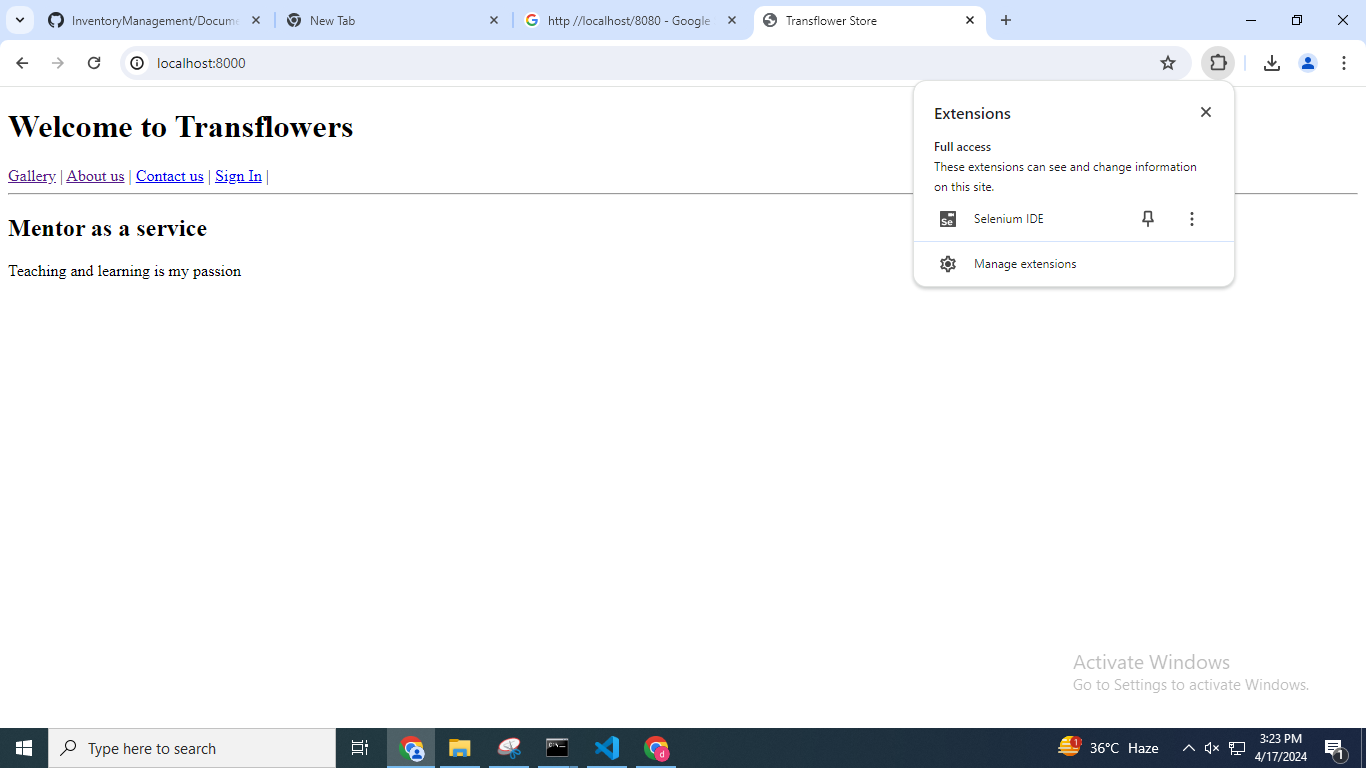 InventoryManagement/Docume
New Tab
http://localhost/8080 - Google
Transflower Store
localhost:8000
Extensions
Full access
These extensions can see and change information
on this site.
Se
Selenium IDE
Manage extensions
Welcome to Transflowers
Gallery | About us | Contact us | Sign In |
Mentor as a service
Teaching and learning is my passion
Activate Windows
Go to Settings to activate Windows.
Type here to search
C:\
d
1
36°C Haze
3:23 PM
4/17/2024
1